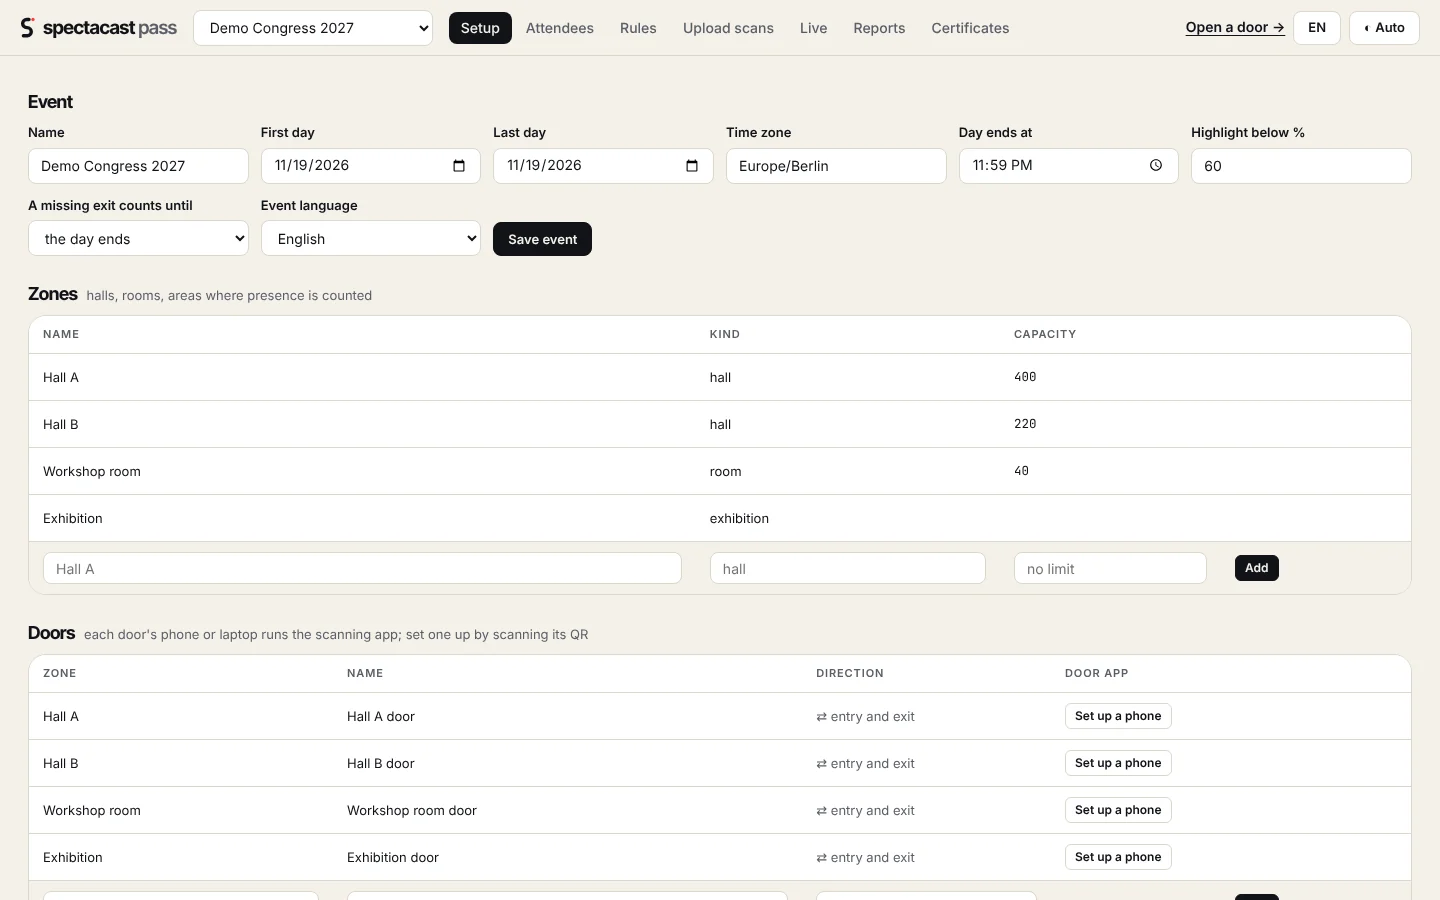 spectacast pass
Demo Congress 2027
Setup
Attendees
Rules
Upload scans
Live
Reports
Certificates
Open a door →
EN
Auto
Event
Name
First day
Last day
Time zone
Day ends at
Highlight below %
Demo Congress 2027
11/19/2026
11/19/2026
Europe/Berlin
11:59 PM
60
A missing exit counts until
Event language
the day ends
English
Save event
Zones halls, rooms, areas where presence is counted
NAME KIND CAPACITY
Hall A hall 400
Hall B hall 220
Workshop room room 40
Exhibition exhibition
Hall A hall no limit Add
Doors each door's phone or laptop runs the scanning app; set one up by scanning its QR
ZONE NAME DIRECTION DOOR APP
Hall A Hall A door ⇄ entry and exit Set up a phone
Hall B Hall B door ⇄ entry and exit Set up a phone
Workshop room Workshop room door ⇄ entry and exit Set up a phone
Exhibition Exhibition door ⇄ entry and exit Set up a phone